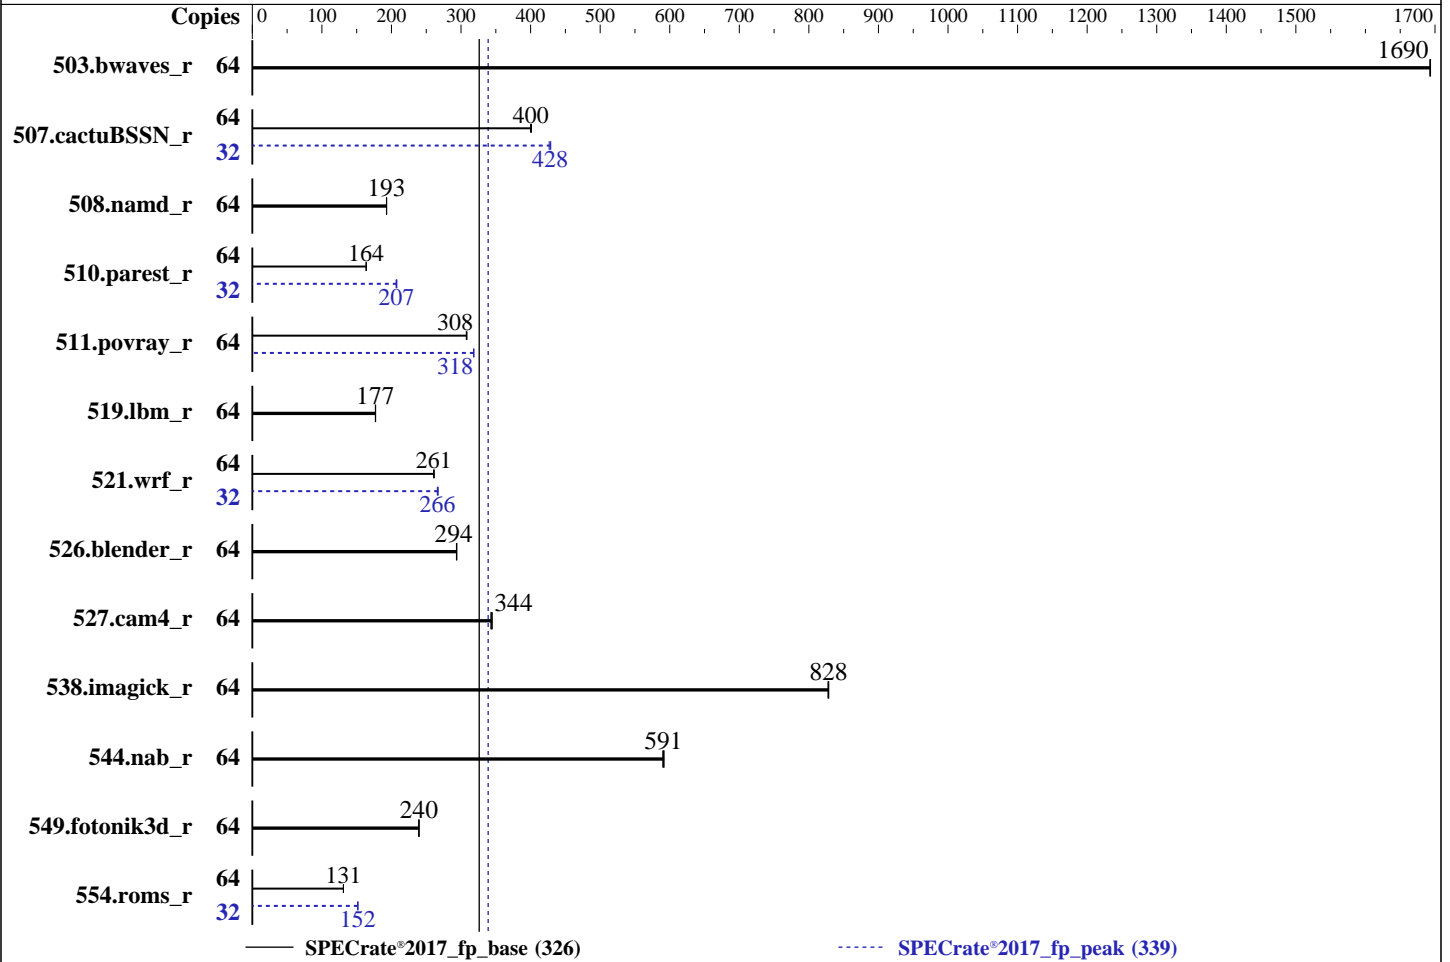 Copies 0 100 200 300 400 500 600 700 800 900 1000 1100 1200 1300 1400 1500 1700
503.bwaves_r 64 1690
507.cactuBSSN_r 64 400
32 428
508.namd_r 64 193
510.parest_r 64 164
32 207
511.povray_r 64 308
318
519.lbm_r 64 177
521.wrf_r 64 261
32 266
526.blender_r 64 294
527.cam4_r 64 344
538.imagick_r 64 828
544.nab_r 64 591
549.fotonik3d_r 64 240
554.roms_r 64 131
32 152
SPECrate®2017_fp_base (326) SPECrate®2017_fp_peak (339)